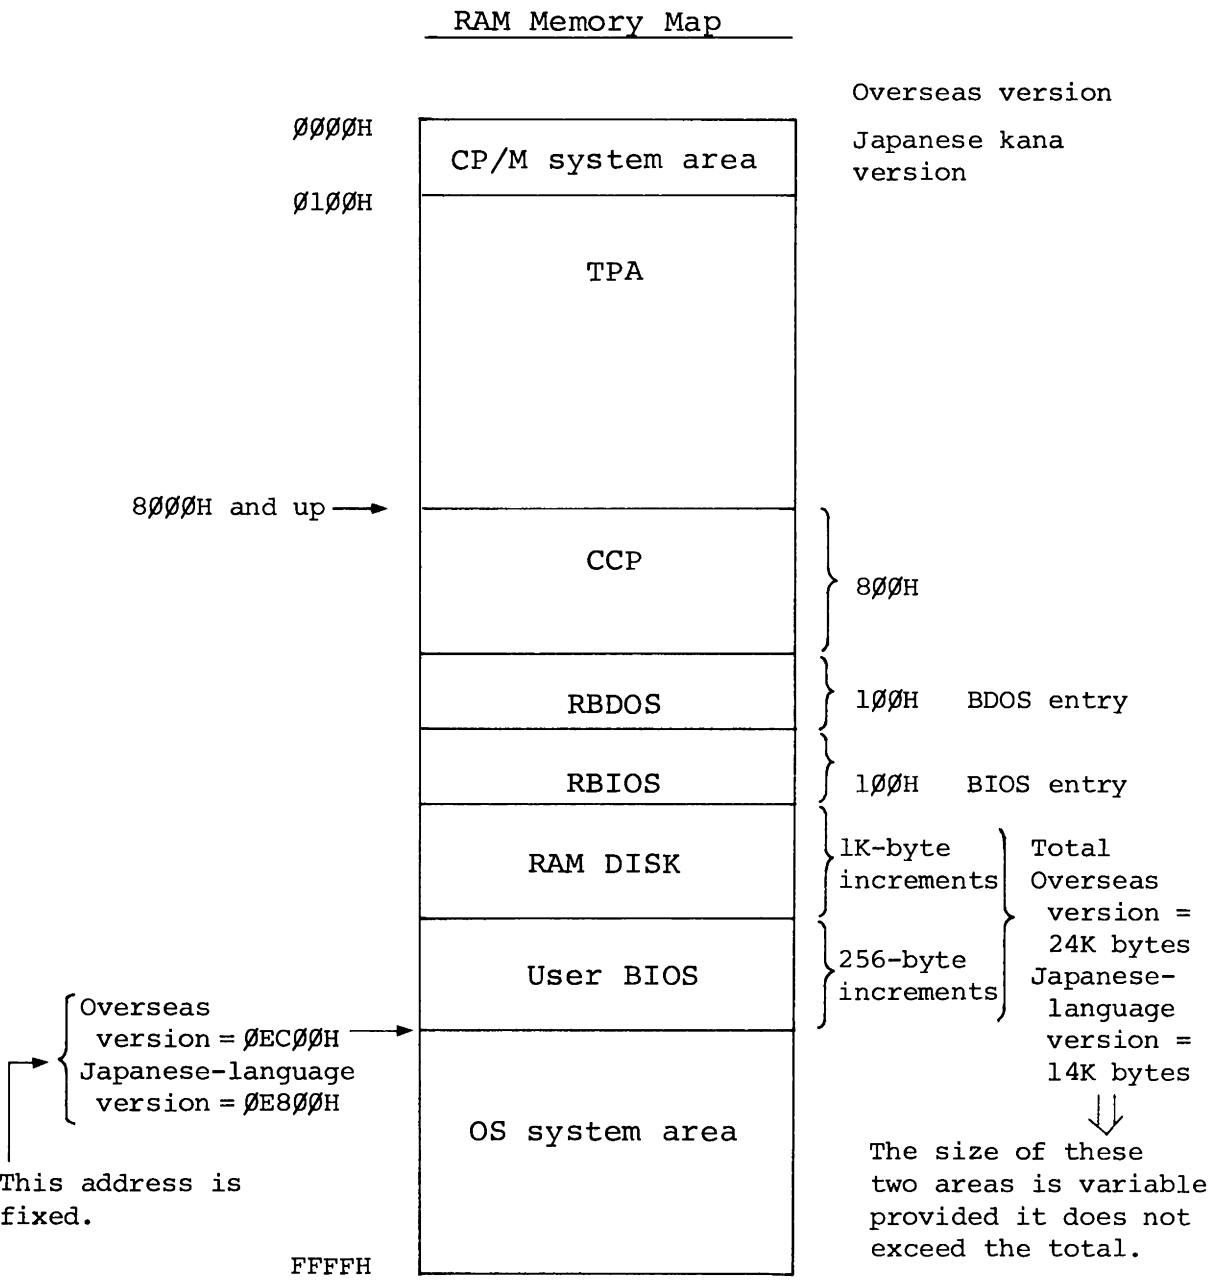 RAM Memory Map
Overseas version
Japanese kana
version
ØØØØH
CP/M system area
Ø1ØØH
TPA
8ØØØH and up
CCP
8ØØH
RBDOS
1ØØH BDOS entry
RBIOS
1ØØH BIOS entry
RAM DISK
1K-byte
increments
User BIOS
256-byte
increments
Total
Overseas
version =
24K bytes
Japanese-
language
version =
14K bytes
The size of these
two areas is variable
provided it does not
exceed the total.
Overseas
version = ØECØØH
Japanese-language
version = ØE8ØØH
This address is
fixed.
OS system area
FFFFH